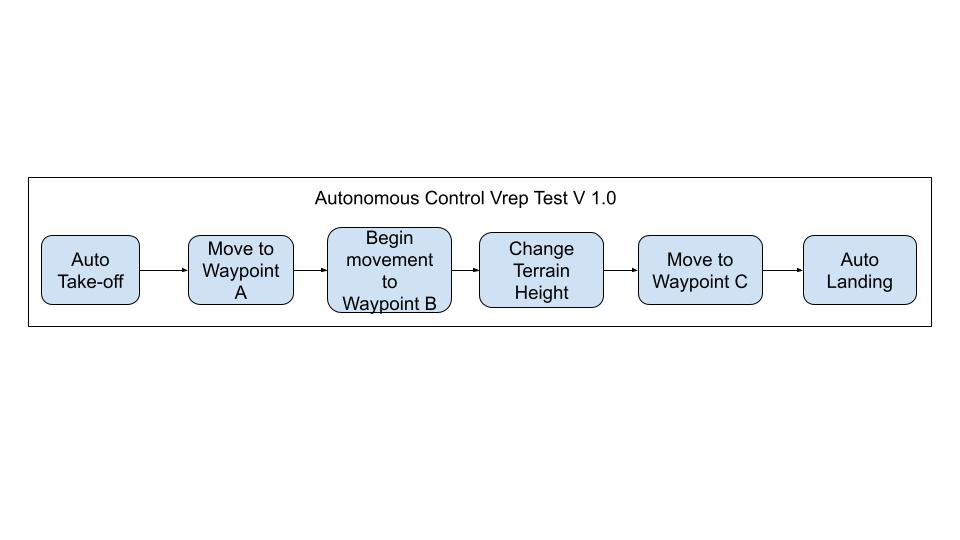 Autonomous Control Vrep Test V 1.0
Auto
Take-off
Move to
Waypoint
A
Begin
movement
to
Waypoint B
Change
Terrain
Height
Move to
Waypoint C
Auto
Landing